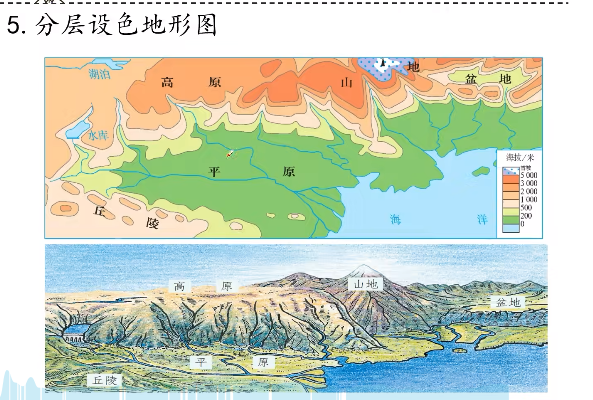 5. 分层设色地形图
湖泊
高 原
山 地
盆 地
水库
平 原
丘 陵
海 洋
海拔/米
5 000
3 000
2 000
1 000
500
200
0
高 原
山地
盆地
平 原
丘陵